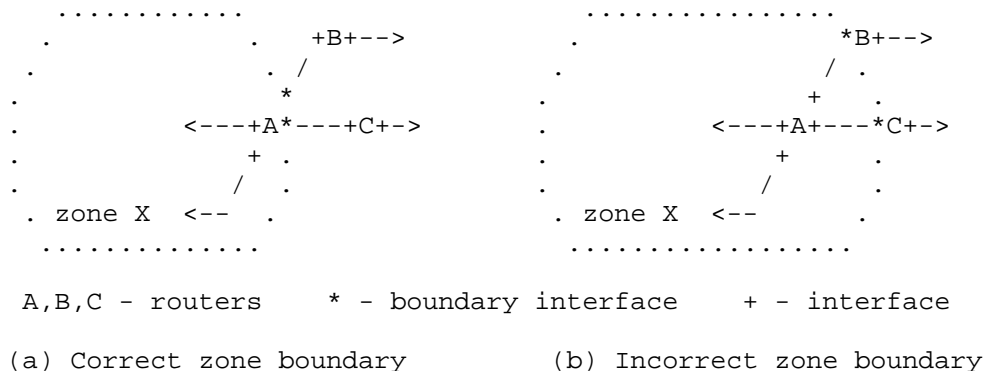 ............                     ................
   .             .    +B+-->        .                 *B+-->
  .               .  /             .                 /  .
 .                 *              .                 +    .
 .          <---+A*----+C+->      .          <---+A+----*C+->
 .              +  .              .              +       .
 .             /   .              .             /        .
  . zone X  <--   .                . zone X  <--        .
   ..............                   ...................
A,B,C - routers    * - boundary interface    + - interface
(a) Correct zone boundary         (b) Incorrect zone boundary